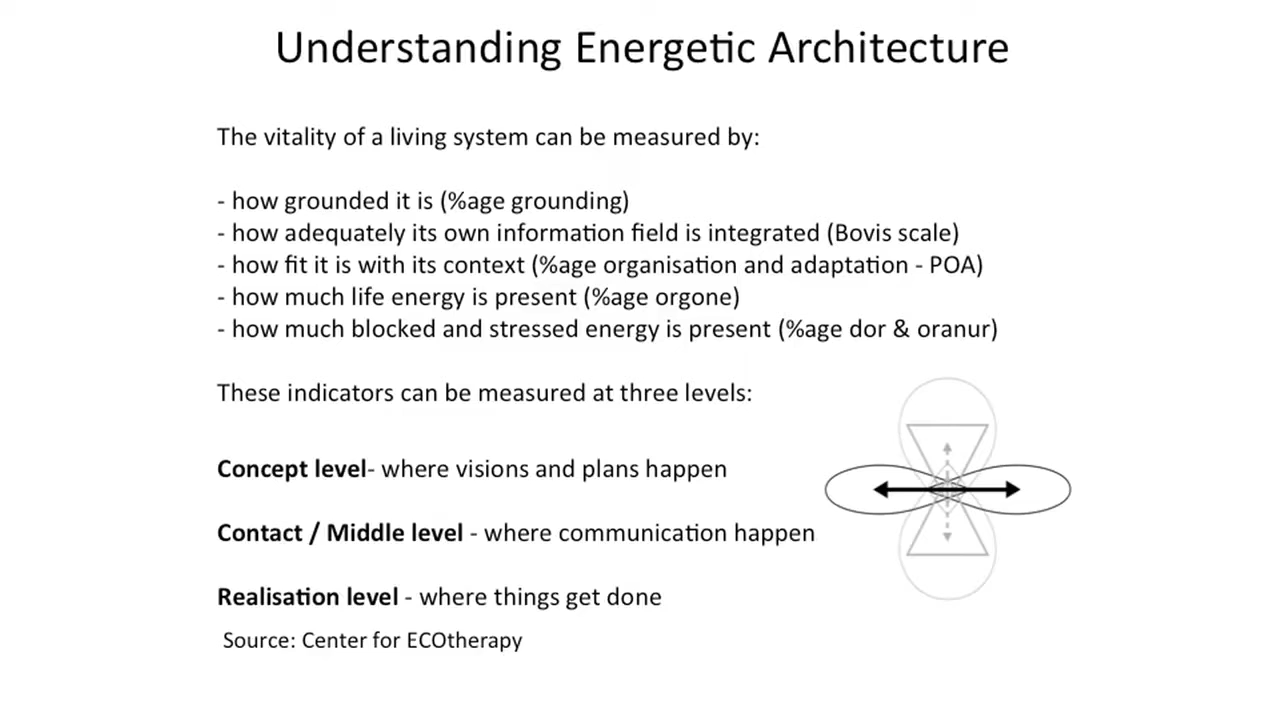 Understanding Energetic Architecture
The vitality of a living system can be measured by:
- how grounded it is (%age grounding)
- how adequately its own information field is integrated (Bovis scale)
- how fit it is with its context (%age organisation and adaptation - POA)
- how much life energy is present (%age orgone)
- how much blocked and stressed energy is present (%age dor & oranur)
These indicators can be measured at three levels:
Concept level- where visions and plans happen
Contact / Middle level - where communication happen
Realisation level - where things get done
Source: Center for ECOtherapy